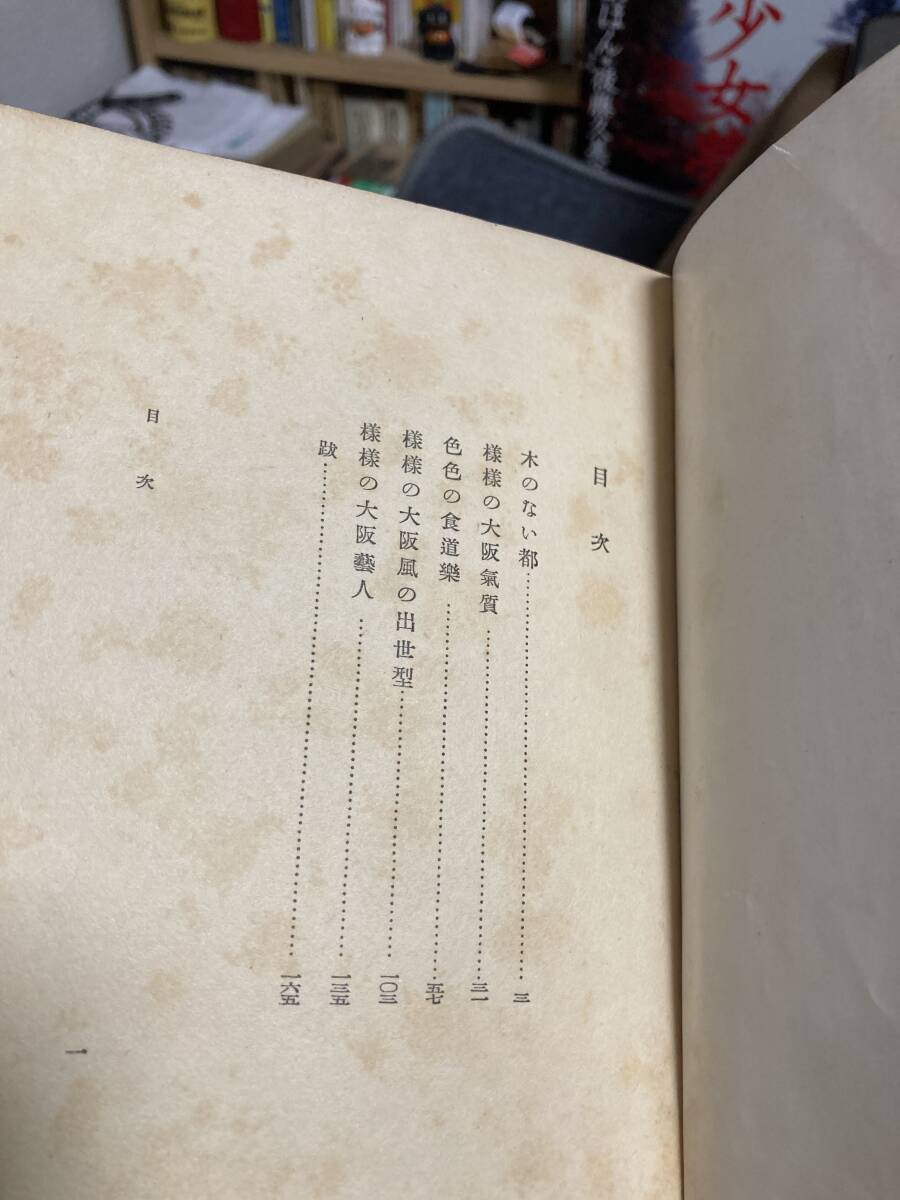 目次
木のない都…………………………三
樣樣の大阪氣質…………………………三一
色色の食道樂…………………………五七
樣樣の大阪風の出世型…………………………一〇三
樣樣の大阪藝人…………………………一三五
跋…………………………一六五
目次
一
少女